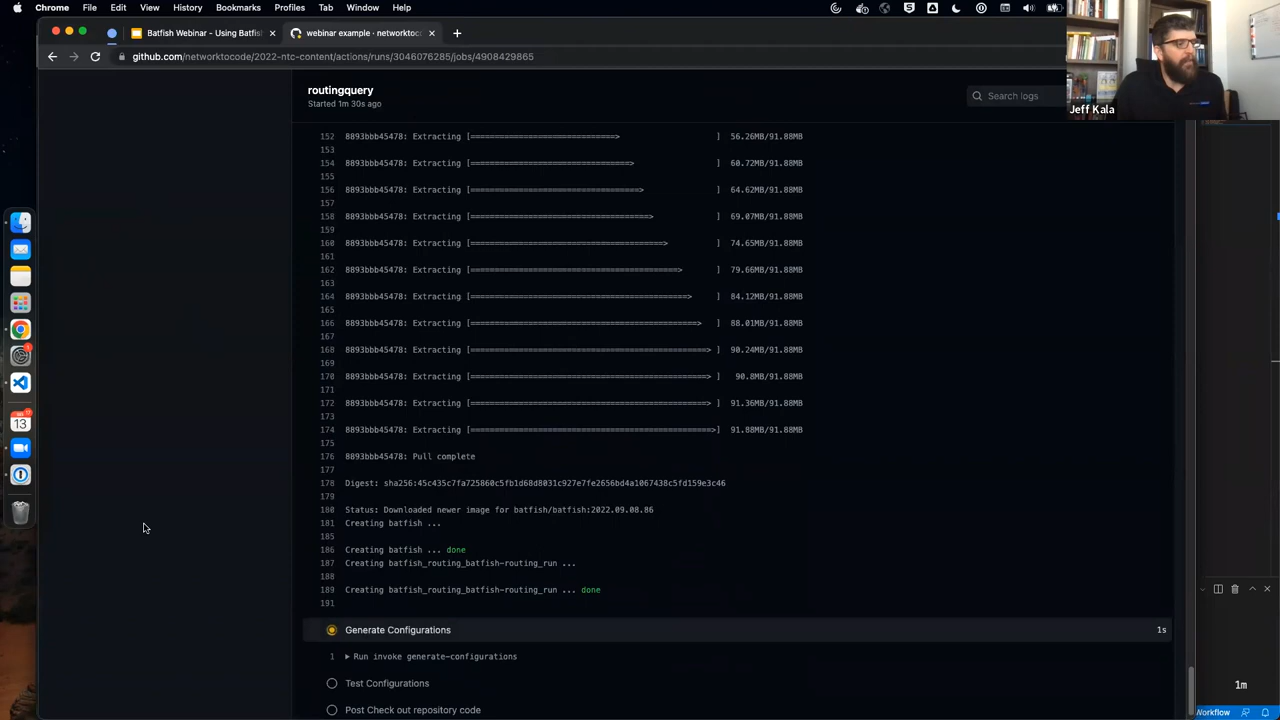 Chrome File Edit View History Bookmarks Profiles Tab Window Help
Batfish Webinar - Using Batfis
webinar example · networktoc
github.com/networktocode/2022-ntc-content/actions/runs/3046076285/jobs/4908429865
Jeff Kala
routingquery
Started 1m 30s ago
Search logs
152 8893bbb45478: Extracting [============================> ] 56.26MB/91.88MB
153
154 8893bbb45478: Extracting [===============================> ] 60.72MB/91.88MB
155
156 8893bbb45478: Extracting [=================================> ] 64.62MB/91.88MB
157
158 8893bbb45478: Extracting [===================================> ] 69.07MB/91.88MB
159
160 8893bbb45478: Extracting [======================================> ] 74.65MB/91.88MB
161
162 8893bbb45478: Extracting [=========================================> ] 79.66MB/91.88MB
163
164 8893bbb45478: Extracting [===========================================> ] 84.12MB/91.88MB
165
166 8893bbb45478: Extracting [=============================================> ] 88.01MB/91.88MB
167
168 8893bbb45478: Extracting [===============================================> ] 90.24MB/91.88MB
169
170 8893bbb45478: Extracting [===============================================> ] 90.8MB/91.88MB
171
172 8893bbb45478: Extracting [===============================================> ] 91.36MB/91.88MB
173
174 8893bbb45478: Extracting [================================================>] 91.88MB/91.88MB
175
176 8893bbb45478: Pull complete
177
178 Digest: sha256:45c435c7fa725860c5fb1d68d8031c927e7fe2656bd4a1067438c5fd159e3c46
179
180 Status: Downloaded newer image for batfish/batfish:2022.09.08.86
181 Creating batfish ...
185
186 Creating batfish ... done
187 Creating batfish_routing_batfish-routing_run ...
188
189 Creating batfish_routing_batfish-routing_run ... done
191
Generate Configurations 1s
1 Run invoke generate-configurations
Test Configurations
Post Check out repository code
13
1m
Workflow